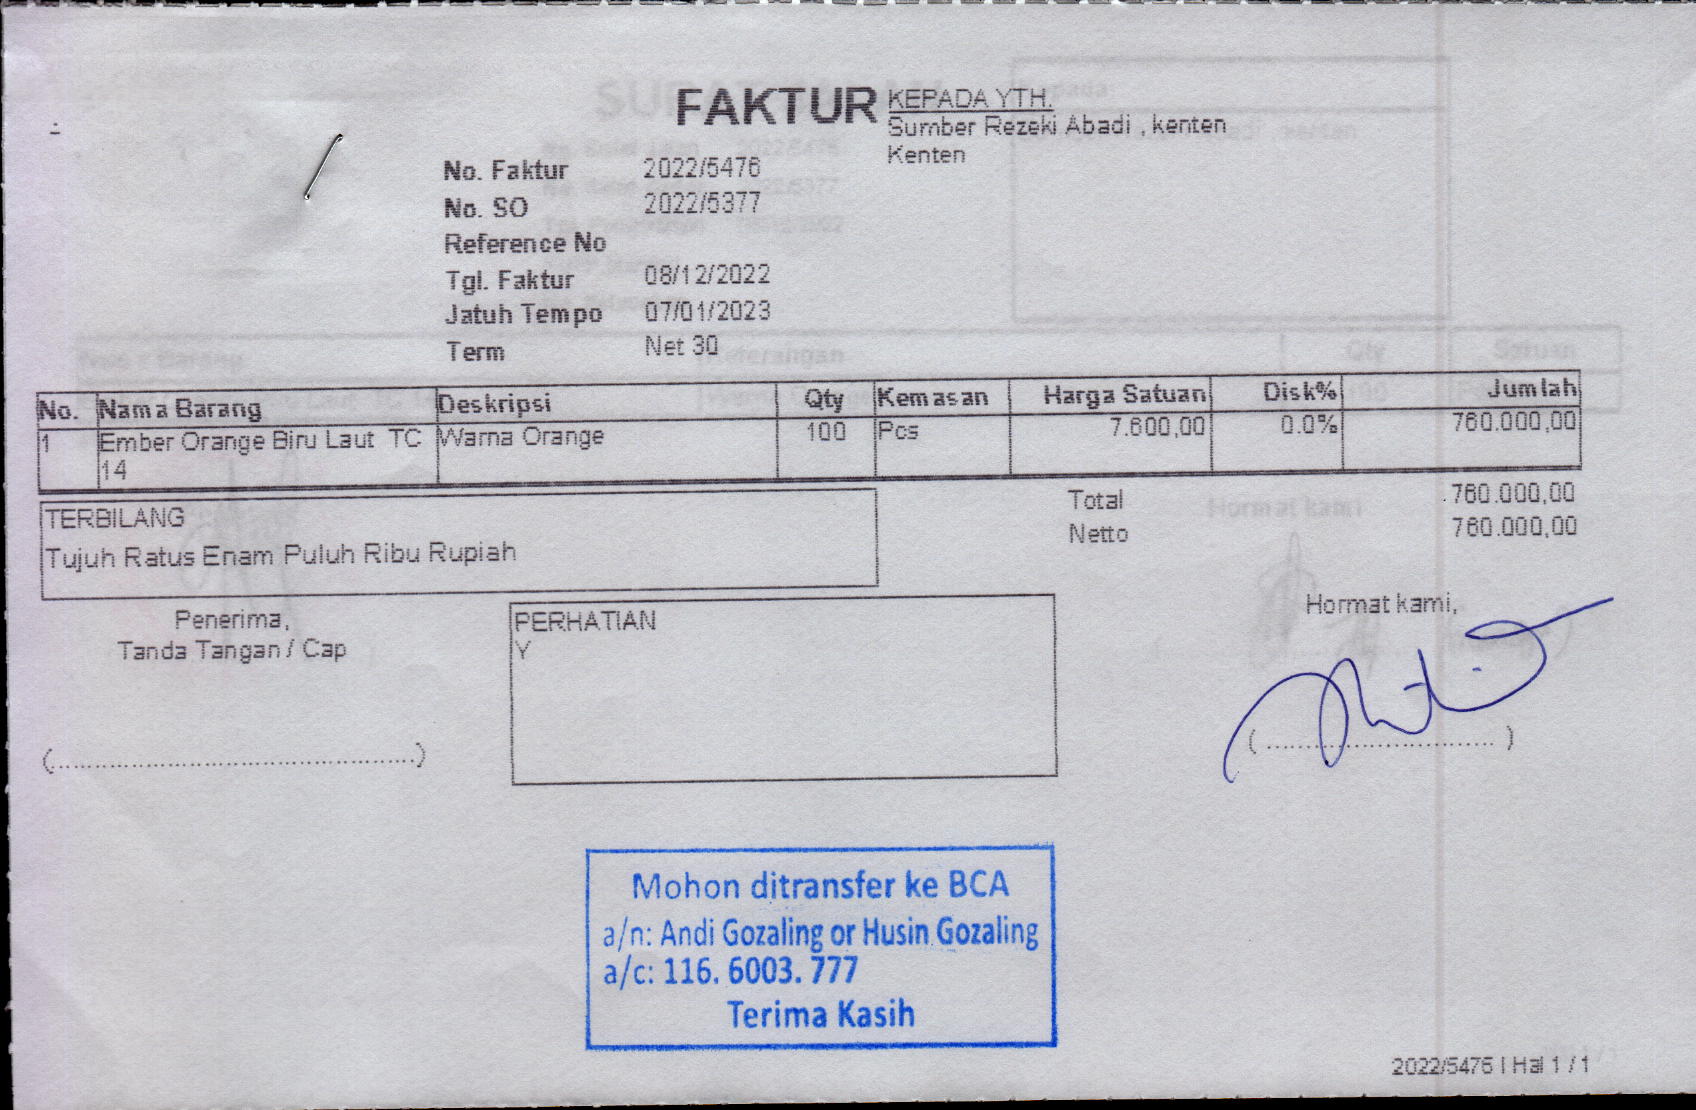 FAKTUR
KEPADA YTH.
Sumber Rezeki Abadi , kenten
Kenten
No. Faktur 2022/5476
No. SO 2022/5377
Reference No
Tgl. Faktur 08/12/2022
Jatuh Tempo 07/01/2023
Term Net 30
No. Nama Barang Deskripsi Qty Kemasan Harga Satuan Disk% Jumlah
1 Ember Orange Biru Laut TC Warna Orange 100 Pcs 7.600,00 0.0% 760.000,00
14
Total 760.000,00
Netto 760.000,00
TERBILANG
Tujuh Ratus Enam Puluh Ribu Rupiah
Penerima,
Tanda Tangan / Cap
(..............................................)
PERHATIAN
Y
Hormat kami,
( ............................. )
Mohon ditransfer ke BCA
a/n: Andi Gozaling or Husin Gozaling
a/c: 116. 6003. 777
Terima Kasih
2022/5476 | Hal 1 / 1